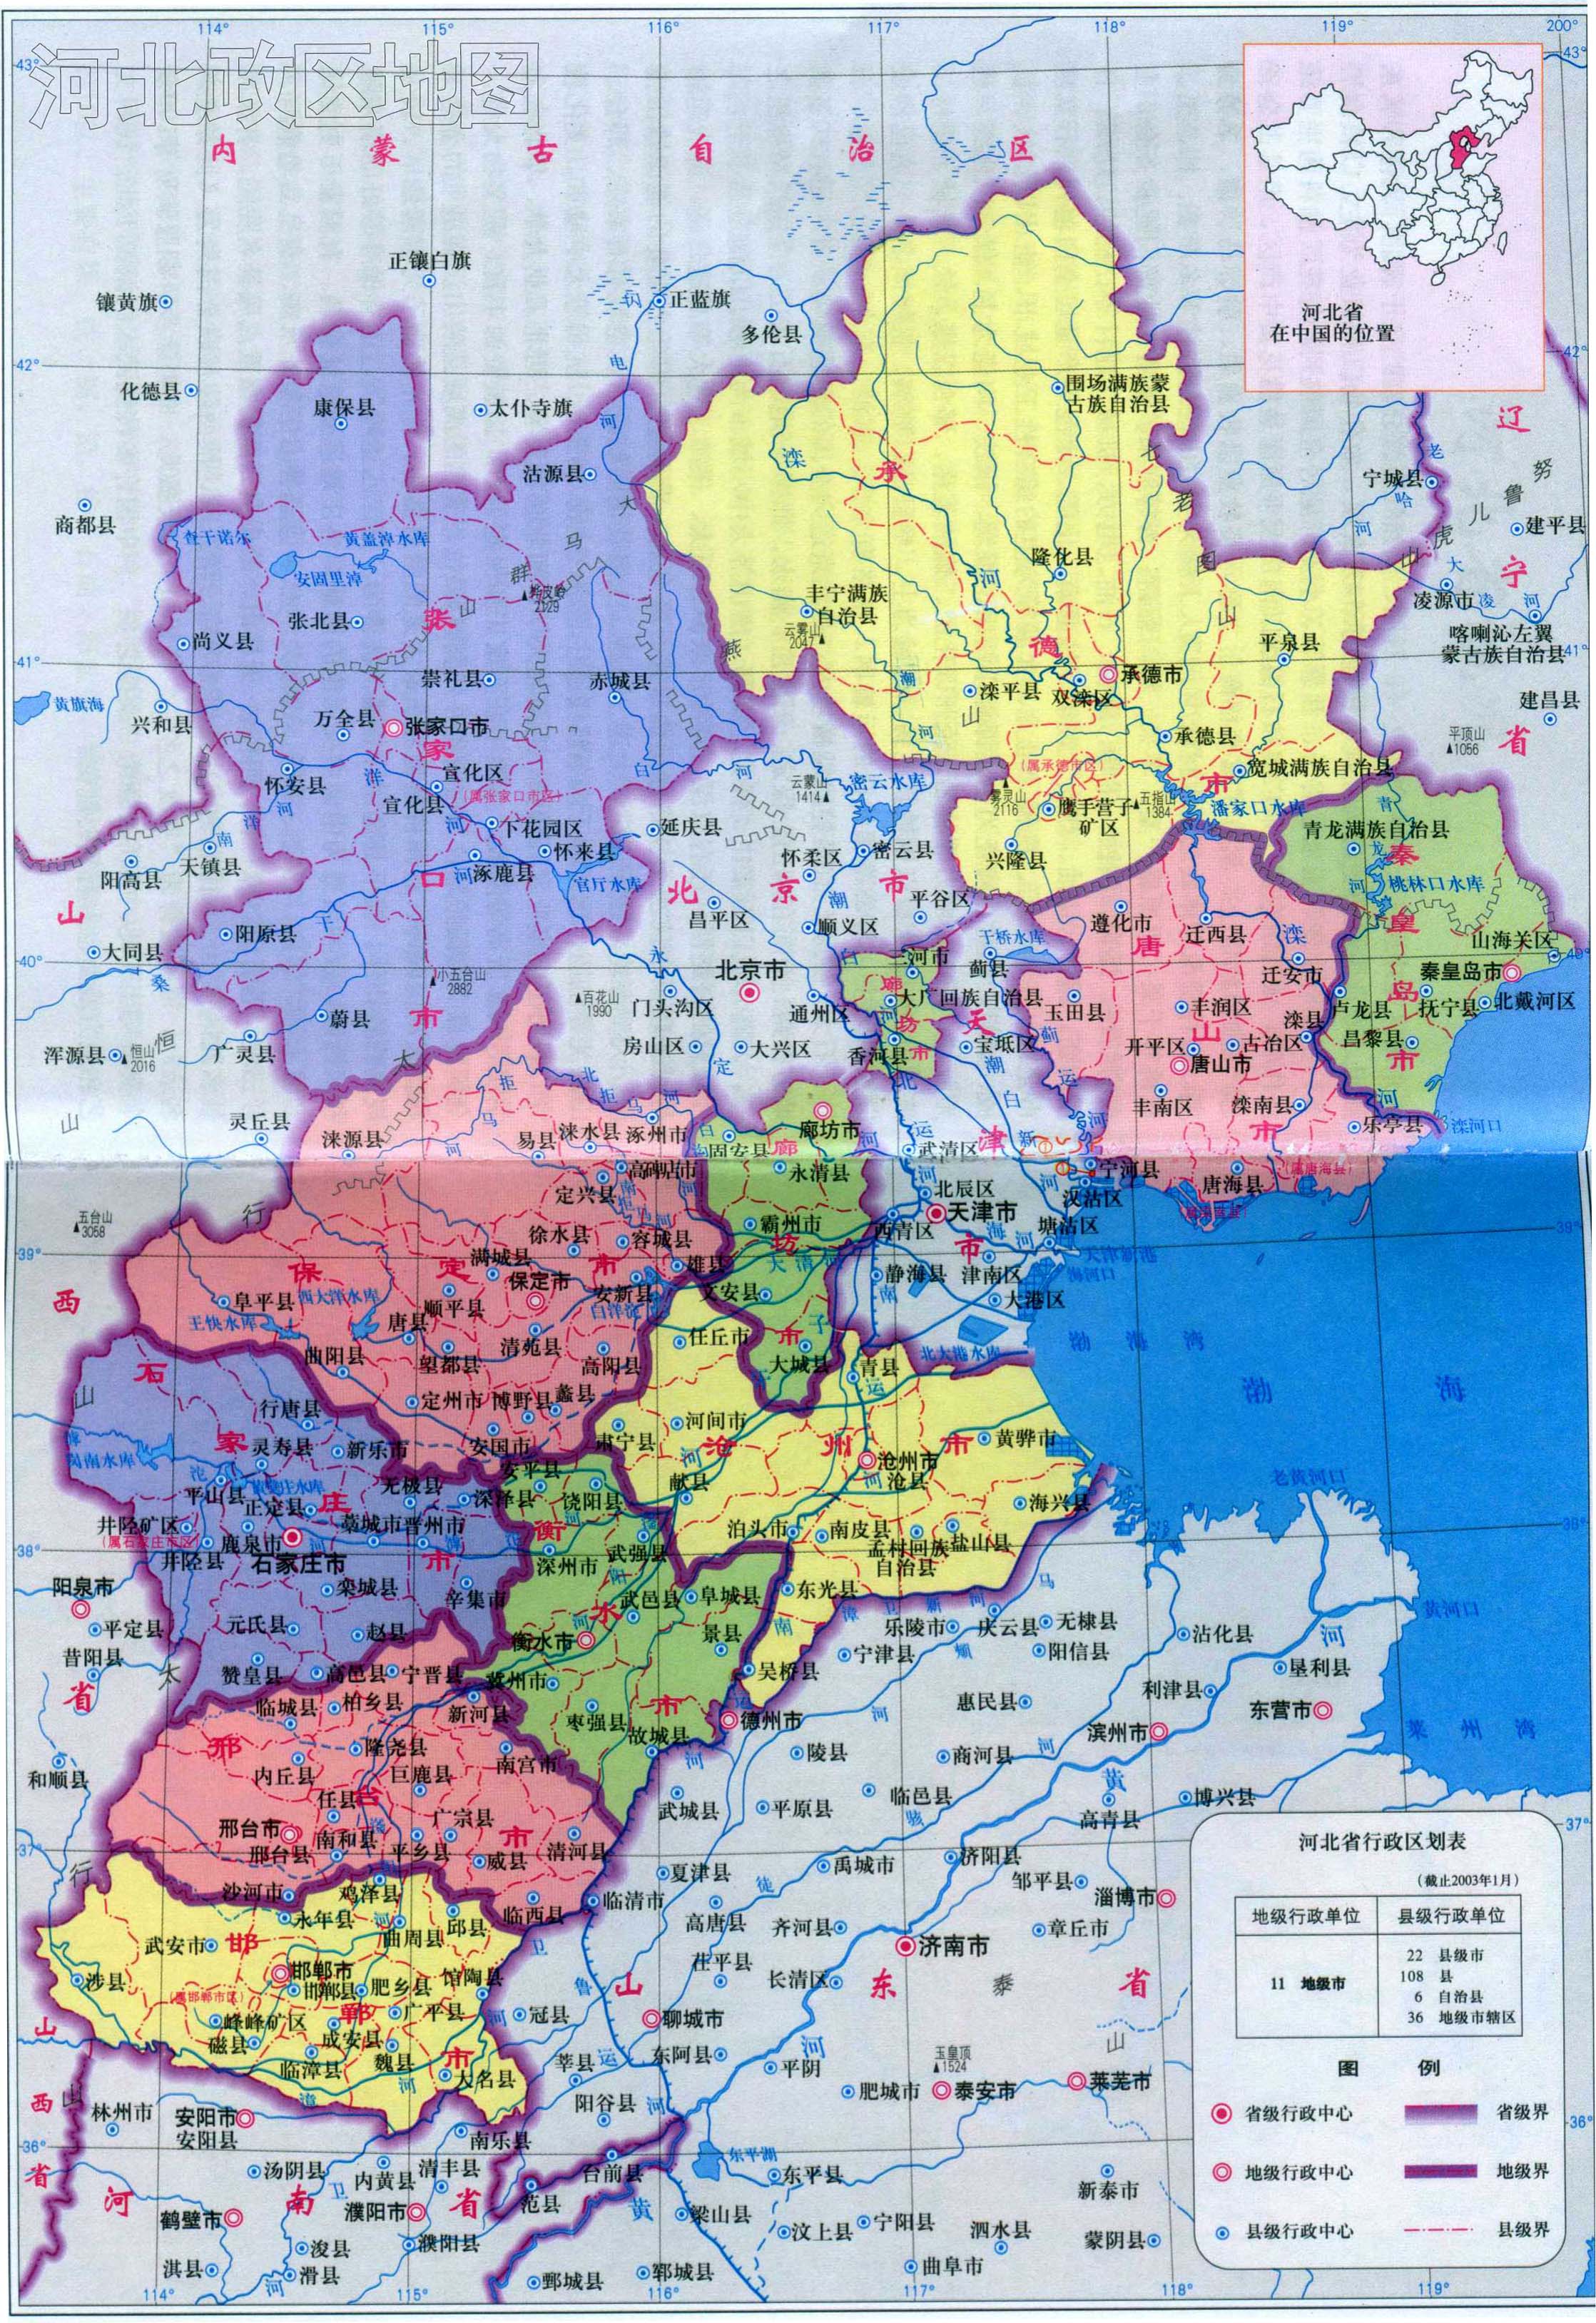 河北政区地图
114°
115°
116°
117°
118°
119°
200°
43°
43°
内蒙古自治区
河北省
在中国的位置
正镶白旗
镶黄旗
正蓝旗
多伦县
42°
42°
化德县
康保县
太仆寺旗
沽源县
围场满族蒙
古族自治县
辽宁省
宁城县
建平县
商都县
查干诺尔
黄盖淖水库
安固里淖
张北县
尚义县
隆化县
丰宁满族
自治县
云雾山
2047
凌源市
喀喇沁左翼
蒙古族自治县
平泉县
41°
41°
黄旗海
兴和县
崇礼县
赤城县
万全县
张家口市
滦平县
双滦区
承德市
建昌县
平顶山
1056
承德县
宽城满族自治县
(属承德市区)
怀安县
宣化区
宣化县
(属张家口市区)
下花园区
怀来县
延庆县
云蒙山
1414
密云水库
雾灵山
2116
鹰手营子
矿区
五指山
1384
潘家口水库
青龙满族自治县
兴隆县
桃林口水库
天镇县
阳高县
涿鹿县
官厅水库
怀柔区
密云县
平谷区
北京市
昌平区
顺义区
大同县
阳原县
遵化市
迁西县
山海关区
40°
小五台山
2882
北京市
三河市
蓟县
迁安市
秦皇岛市
百花山
1990
门头沟区
通州区
大厂回族自治县
玉田县
丰润区
滦县
卢龙县
抚宁县
北戴河区
蔚县
广灵县
浑源县
恒山
2016
房山区
大兴区
香河县
宝坻区
开平区
古冶区
唐山市
昌黎县
丰南区
滦南县
乐亭县
滦河口
灵丘县
涞源县
易县
涞水县
涿州市
固安县
廊坊市
武清区
永清县
宁河县
唐海县
高碑店市
定兴县
北辰区
天津市
汉沽区
五台山
3058
徐水县
容城县
霸州市
西青区
塘沽区
39°
39°
满城县
保定市
雄县
安新县
文安县
静海县
津南区
天津新港
海河口
大港区
阜平县
西大洋水库
王快水库
顺平县
唐县
白洋淀
清苑县
任丘市
曲阳县
望都县
高阳县
大城县
青县
北大港水库
渤海湾
渤海
定州市
博野县
蠡县
行唐县
河间市
灵寿县
新乐市
安国市
肃宁县
沧州市
沧县
黄骅市
岗南水库
黄壁庄水库
平山县
正定县
无极县
深泽县
安平县
饶阳县
献县
老黄河口
海兴县
井陉矿区
(属石家庄市区)
鹿泉市
藁城市
晋州市
石家庄市
井陉县
38°
38°
泊头市
南皮县
孟村回族
自治县
盐山县
深州市
武强县
阳泉市
平定县
栾城县
辛集市
武邑县
阜城县
东光县
元氏县
赵县
衡水市
景县
乐陵市
庆云县
无棣县
沾化县
黄河口
昔阳县
赞皇县
高邑县
宁晋县
冀州市
吴桥县
宁津县
阳信县
垦利县
临城县
柏乡县
新河县
枣强县
故城县
德州市
惠民县
利津县
东营市
滨州市
莱州湾
和顺县
隆尧县
内丘县
巨鹿县
南宫市
陵县
商河县
任县
广宗县
武城县
平原县
临邑县
高青县
博兴县
邢台市
邢台县
南和县
平乡县
威县
清河县
37°
37°
沙河市
鸡泽县
临西县
临清市
夏津县
禹城市
济阳县
邹平县
淄博市
永年县
曲周县
邱县
高唐县
齐河县
济南市
章丘市
武安市
邯郸市
邯郸县
肥乡县
馆陶县
茌平县
长清区
涉县
(属邯郸市区)
峰峰矿区
广平县
冠县
聊城市
磁县
成安县
临漳县
魏县
大名县
莘县
东阿县
平阴
玉皇顶
1524
肥城市
泰安市
莱芜市
林州市
安阳市
安阳县
阳谷县
南乐县
36°
36°
汤阴县
内黄县
清丰县
台前县
东平湖
东平县
新泰市
鹤壁市
濮阳市
范县
梁山县
汶上县
宁阳县
泗水县
蒙阴县
浚县
濮阳县
淇县
滑县
鄄城县
郓城县
曲阜市
114°
115°
116°
117°
118°
119°
河北省行政区划表
(截止2003年1月)
地级行政单位 县级行政单位
11 地级市
22 县级市
108 县
6 自治县
36 地级市辖区
图例
省级行政中心 省级界
地级行政中心 地级界
县级行政中心 县级界